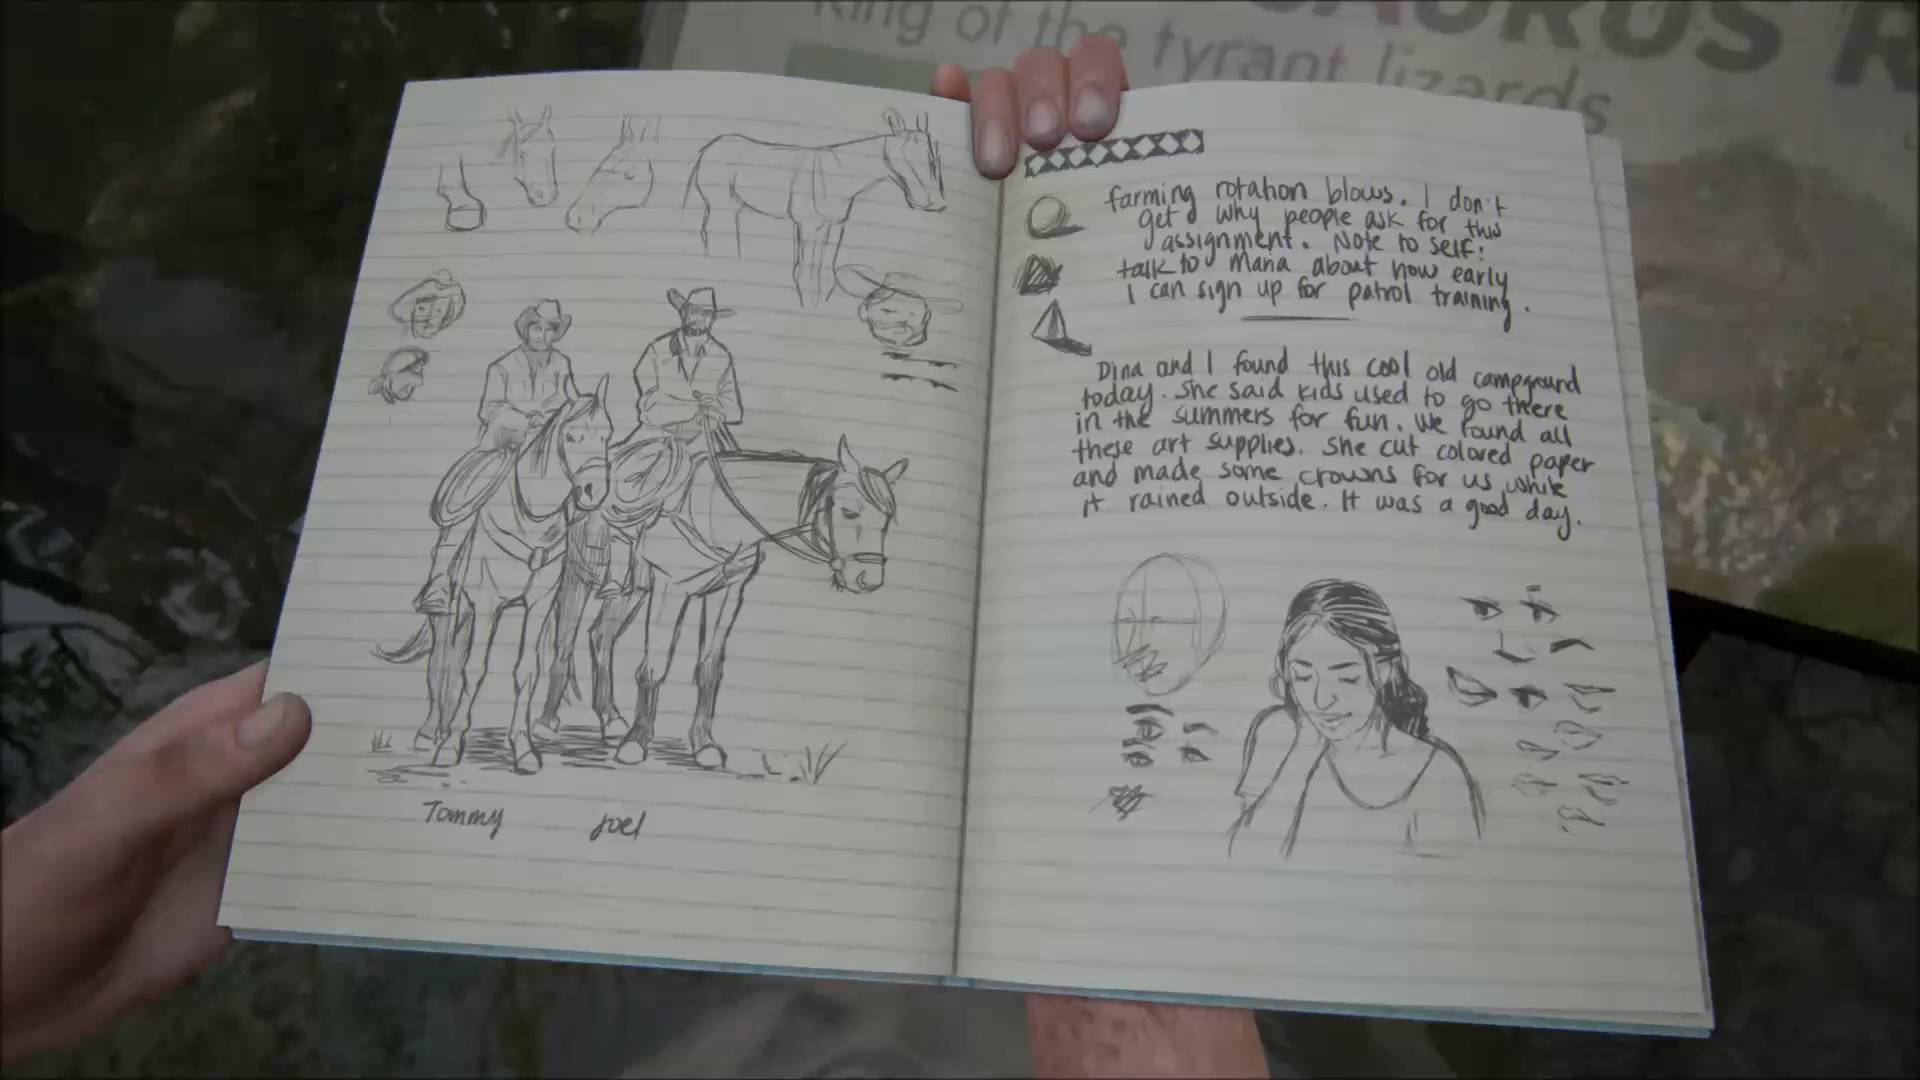 SAURUS R
King of the tyrant lizards
farming rotation blows. I don't
get why people ask for this
assignment. Note to self:
talk to Maria about how early
I can sign up for patrol training.
Dina and I found this cool old campground
today. She said kids used to go there
in the summers for fun. We found all
these art supplies. She cut colored paper
and made some crowns for us while
it rained outside. It was a good day.
Tommy
Joel